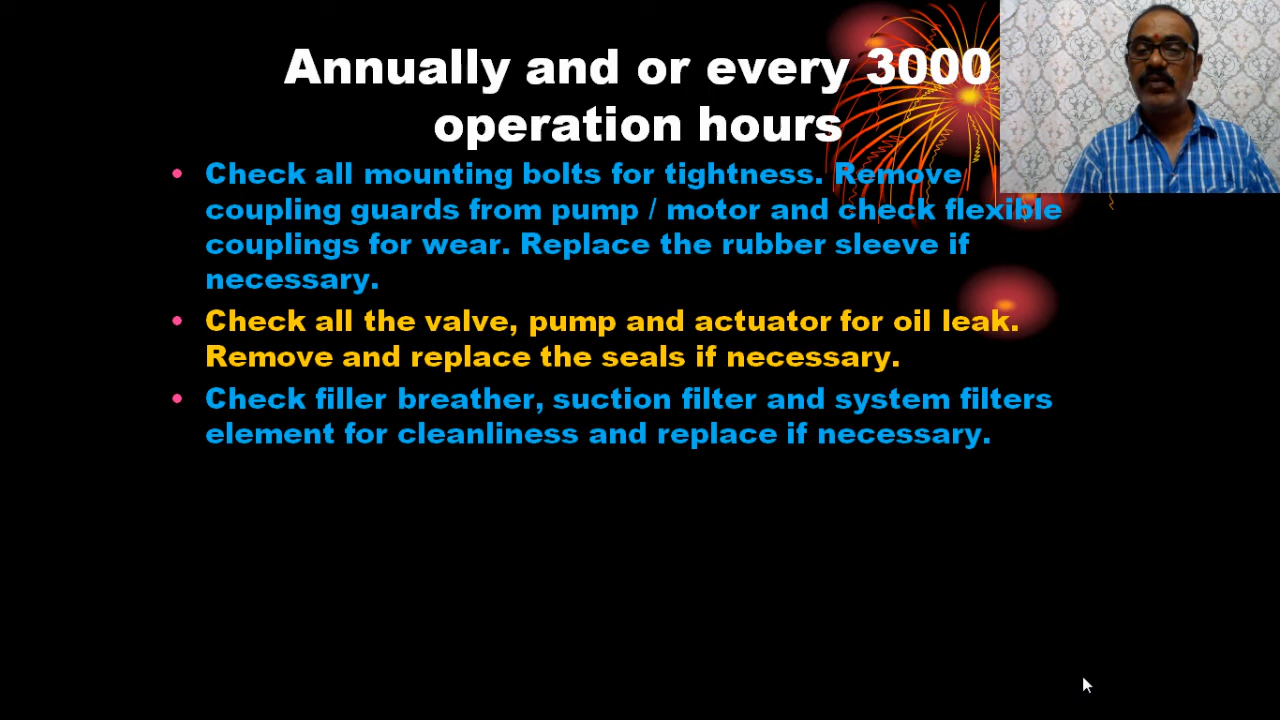 Annually and or every 3000
operation hours
• Check all mounting bolts for tightness. Remove
coupling guards from pump / motor and check flexible
couplings for wear. Replace the rubber sleeve if
necessary.
• Check all the valve, pump and actuator for oil leak.
Remove and replace the seals if necessary.
• Check filler breather, suction filter and system filters
element for cleanliness and replace if necessary.